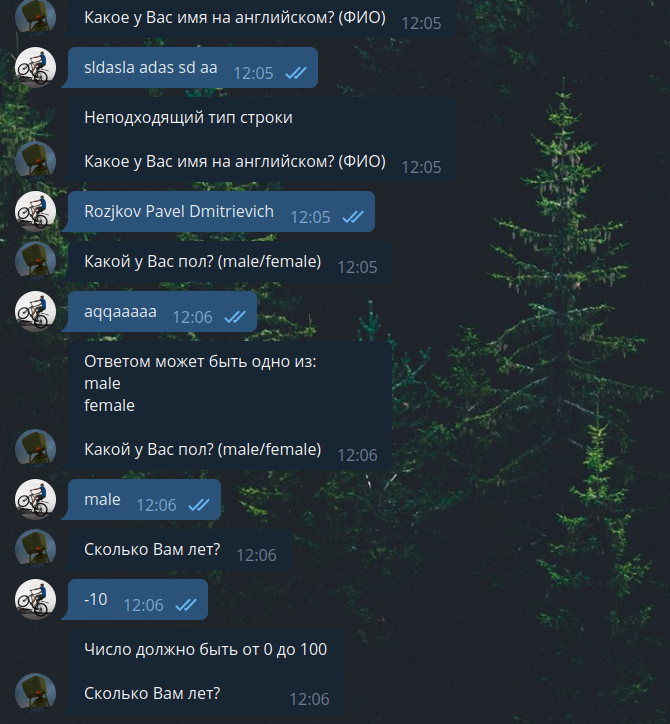 Какое у Вас имя на английском? (ФИО) 12:05
sldasla adas sd aa 12:05
Неподходящий тип строки
Какое у Вас имя на английском? (ФИО) 12:05
Rozjkov Pavel Dmitrievich 12:05
Какой у Вас пол? (male/female) 12:05
aqqaaaaa 12:06
Ответом может быть одно из:
male
female
Какой у Вас пол? (male/female) 12:06
male 12:06
Сколько Вам лет? 12:06
-10 12:06
Число должно быть от 0 до 100
Сколько Вам лет? 12:06